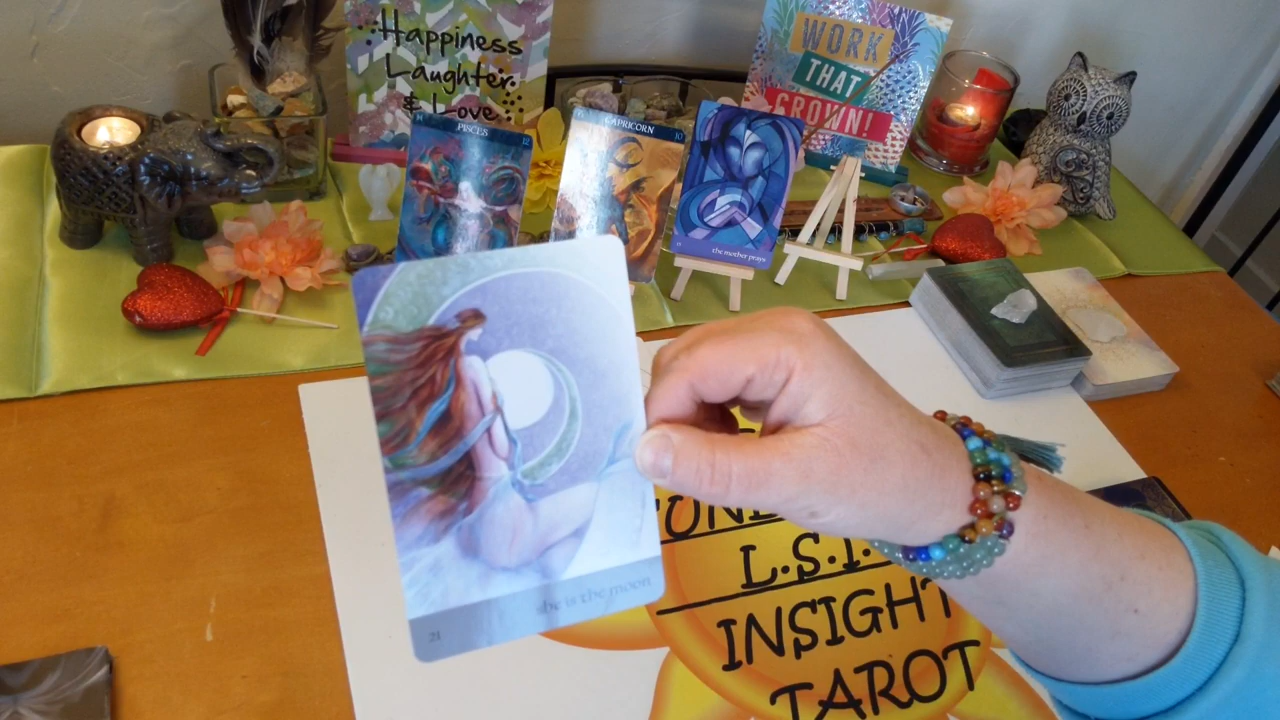 Happiness
Laughter
& Love
WORK
THAT
CROWN!
PISCES
12
CAPRICORN
10
11
the mother prays
she is the moon
21
L.S.I.
INSIGHT
TAROT